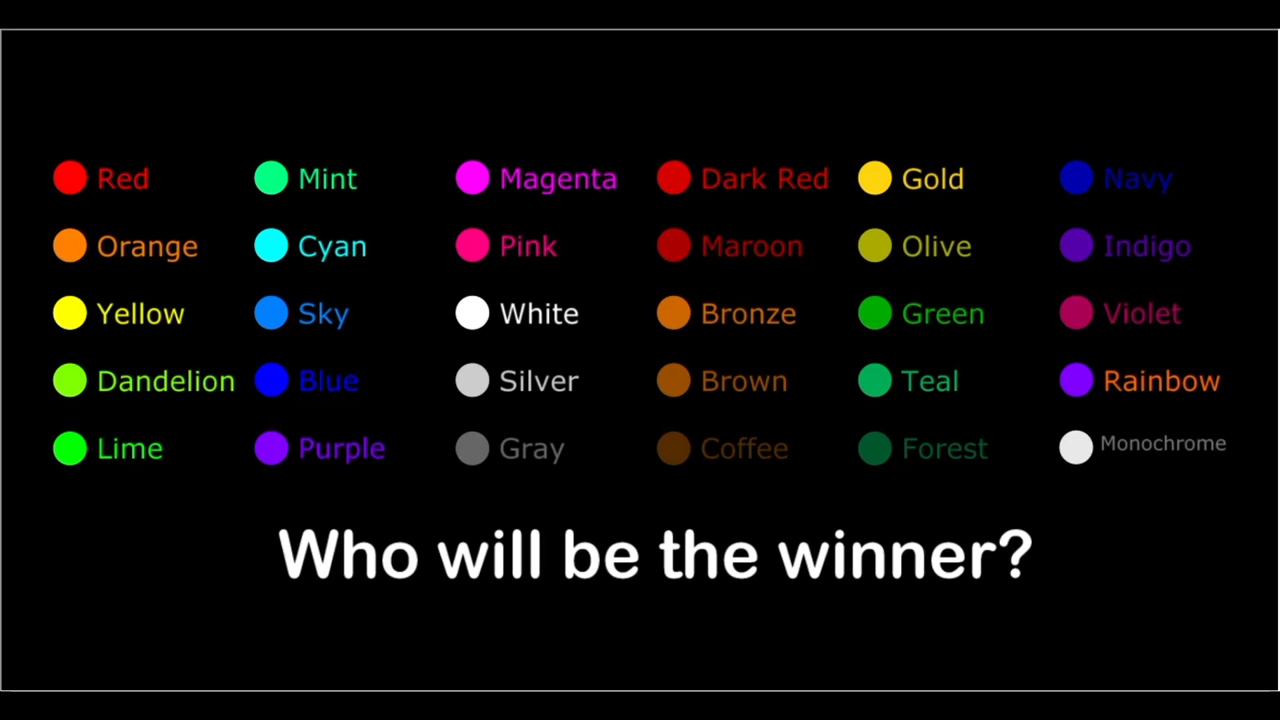 Red Mint Magenta Dark Red Gold Navy
Orange Cyan Pink Maroon Olive Indigo
Yellow Sky White Bronze Green Violet
Dandelion Blue Silver Brown Teal Rainbow
Lime Purple Gray Coffee Forest Monochrome
Who will be the winner?